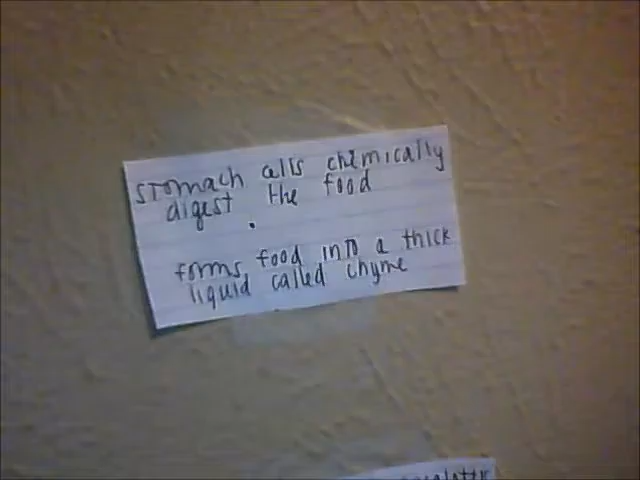 stomach cells chemically
digest the food
.
forms food into a thick
liquid called chyme